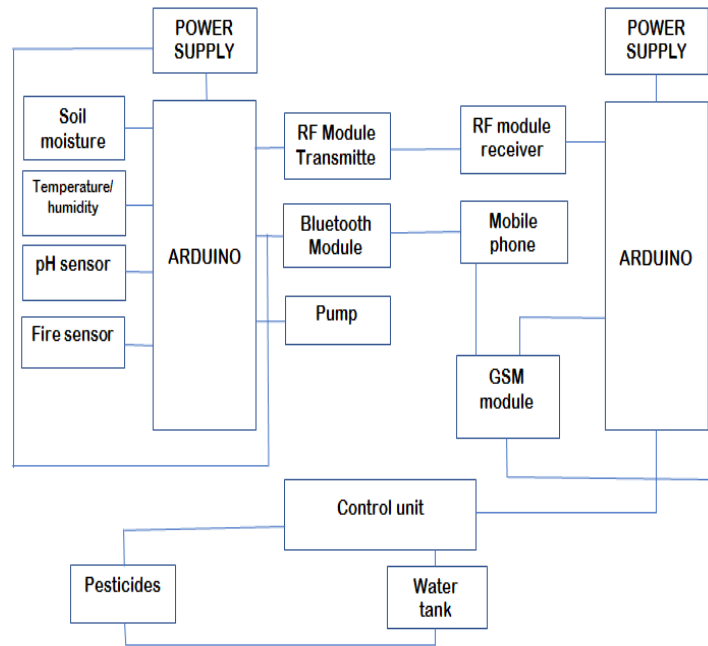 POWER
SUPPLY
POWER
SUPPLY
Soil
moisture
RF Module
Transmitte
RF module
receiver
Temperature/
humidity
Bluetooth
Module
Mobile
phone
ARDUINO
ARDUINO
pH sensor
Pump
Fire sensor
GSM
module
Control unit
Pesticides
Water
tank